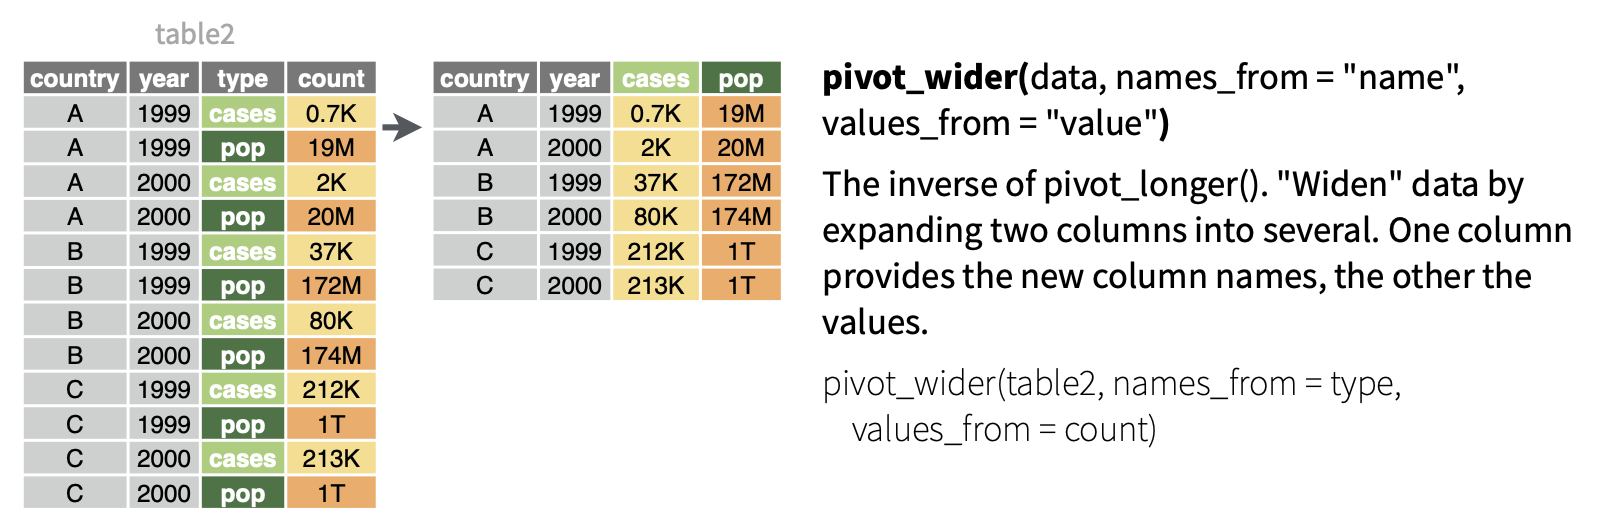 table2
country year type count
A 1999 cases 0.7K
A 1999 pop 19M
A 2000 cases 2K
A 2000 pop 20M
B 1999 cases 37K
B 1999 pop 172M
B 2000 cases 80K
B 2000 pop 174M
C 1999 cases 212K
C 1999 pop 1T
C 2000 cases 213K
C 2000 pop 1T
country year cases pop
A 1999 0.7K 19M
A 2000 2K 20M
B 1999 37K 172M
B 2000 80K 174M
C 1999 212K 1T
C 2000 213K 1T
pivot_wider(data, names_from = "name",
values_from = "value")
The inverse of pivot_longer(). "Widen" data by
expanding two columns into several. One column
provides the new column names, the other the
values.
pivot_wider(table2, names_from = type,
values_from = count)